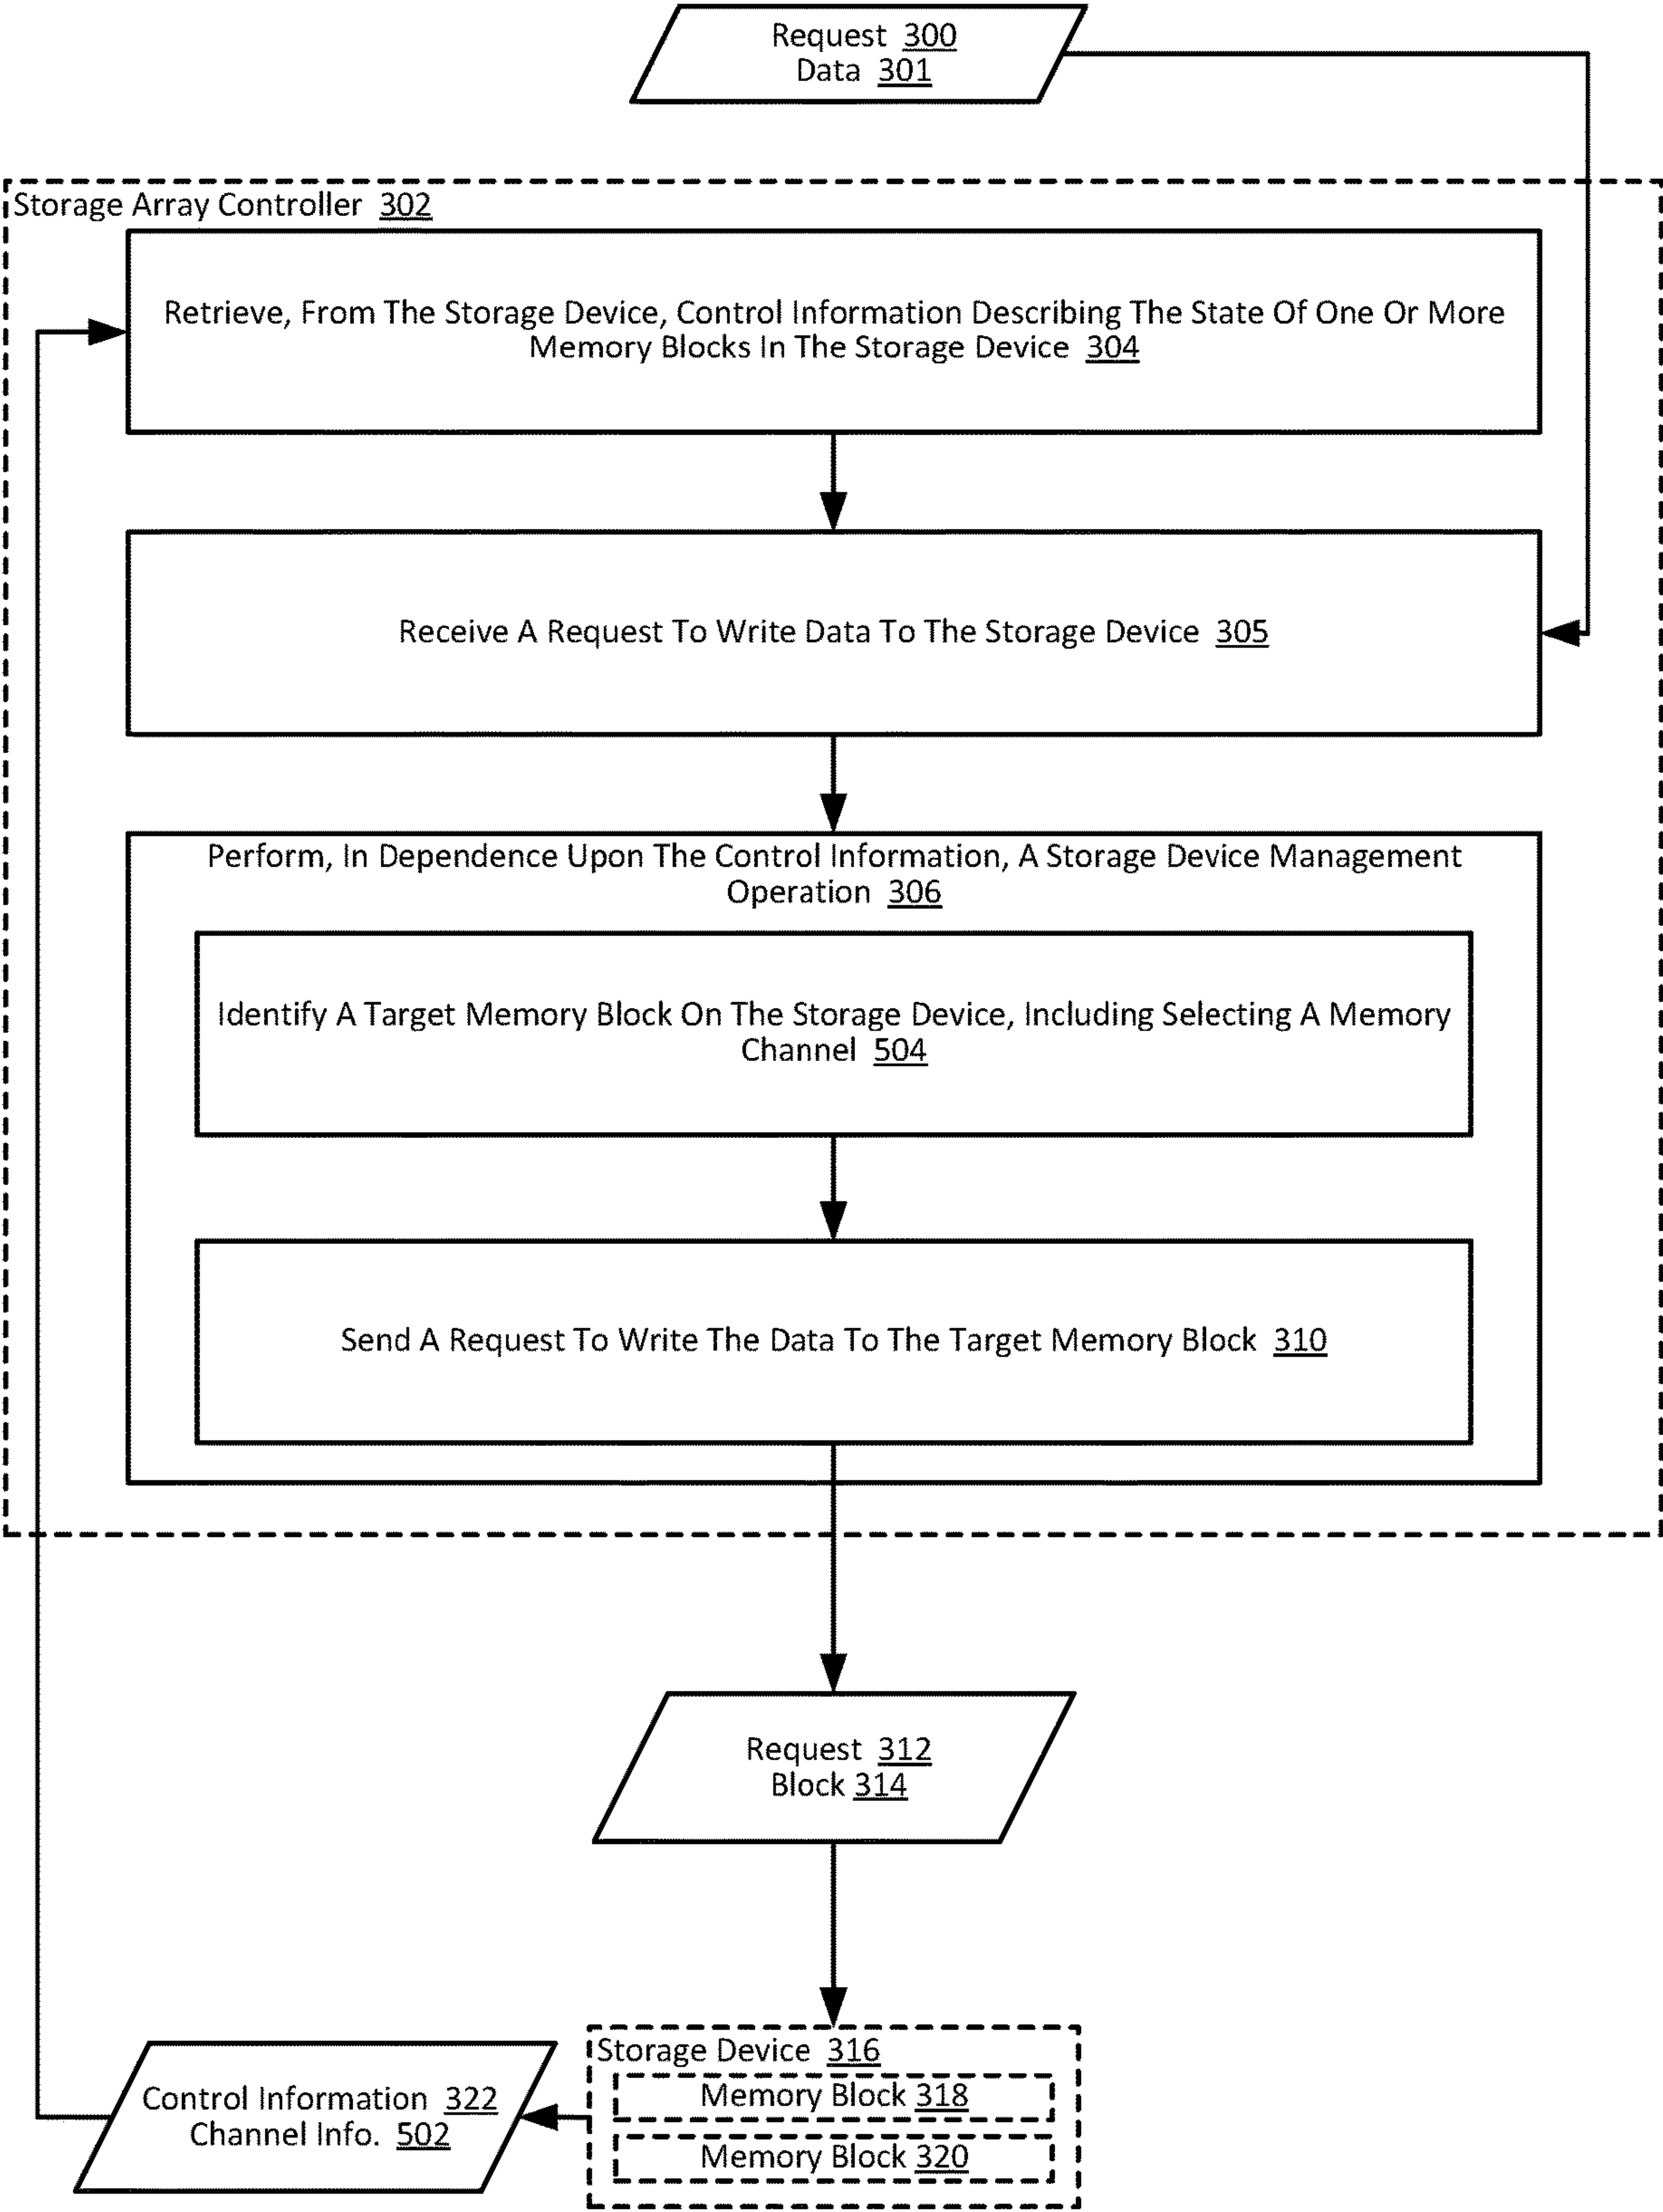 Request 300
Data 301
Storage Array Controller 302
Retrieve, From The Storage Device, Control Information Describing The State Of One Or More
Memory Blocks In The Storage Device 304
Receive A Request To Write Data To The Storage Device 305
Perform, In Dependence Upon The Control Information, A Storage Device Management
Operation 306
Identify A Target Memory Block On The Storage Device, Including Selecting A Memory
Channel 504
Send A Request To Write The Data To The Target Memory Block 310
Request 312
Block 314
Storage Device 316
Memory Block 318
Memory Block 320
Control Information 322
Channel Info. 502